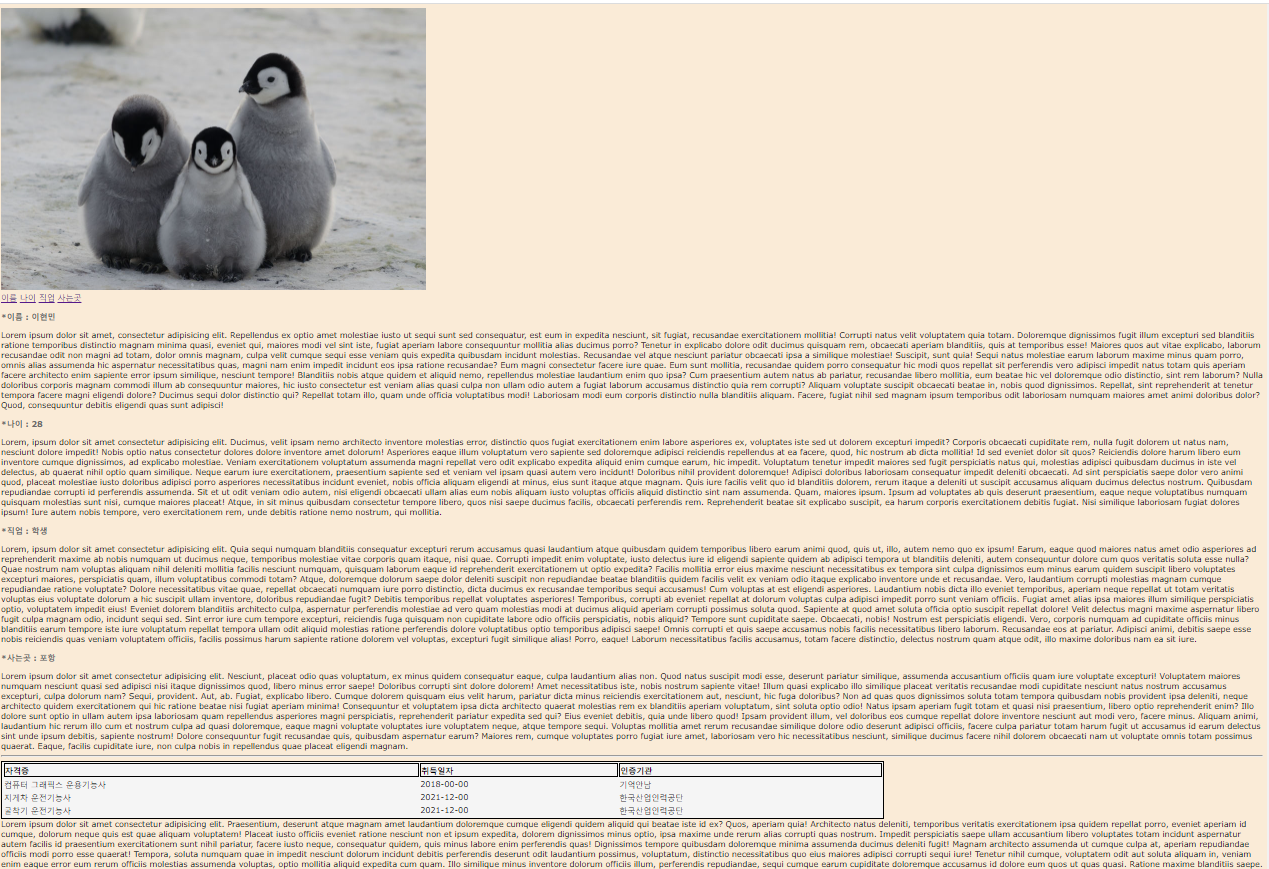 이름 나이 직업 사는곳
*이름 : 이현민
Lorem ipsum dolor sit amet, consectetur adipisicing elit. Repellendus ex optio amet molestiae iusto ut sequi sunt sed consequatur, est eum in expedita nesciunt, sit fugiat, recusandae exercitationem mollitia! Corrupti natus velit voluptatem quia totam. Doloremque dignissimos fugit illum excepturi sed blanditiis
ratione temporibus distinctio magnam minima quasi, eveniet qui, maiores modi vel sint iste, fugiat aperiam labore consequuntur mollitia alias ducimus porro? Tenetur in explicabo dolore odit ducimus quisquam rem, obcaecati aperiam blanditiis, quis at temporibus esse! Maiores quos aut vitae explicabo, laborum
recusandae odit non magni ad totam, dolor omnis magnam, culpa velit cumque sequi esse veniam quis expedita quibusdam incidunt molestias. Recusandae vel atque nesciunt pariatur obcaecati ipsa a similique molestiae! Suscipit, sunt quia! Sequi natus molestiae earum laborum maxime minus quam porro,
omnis alias assumenda hic aspernatur necessitatibus quas, magni nam enim impedit incidunt eos ipsa ratione recusandae? Eum magni consectetur facere iure quae. Eum sunt mollitia, recusandae quidem porro consequatur hic modi quos repellat sit perferendis vero adipisci impedit voluptates natus totam quis aperiam
facere architecto enim sapiente error ipsum similique, nesciunt tempore! Blanditiis nobis atque quidem et aliquid nemo, repellendus molestiae laudantium enim quo ipsa? Cum praesentium autem natus ab pariatur, recusandae libero mollitia, eum beatae hic vel doloremque odio distinctio, sint rem laborum? Nulla
doloribus corporis magnam commodi illum ab consequuntur maiores, hic iusto consectetur est veniam alias quasi culpa non ullam odio autem a fugiat laborum accusamus distinctio quia rem corrupti? Aliquam voluptate suscipit obcaecati beatae in, nobis quod dignissimos. Repellat, sint reprehenderit at tenetur
tempora facere magni eligendi dolore? Ducimus sequi dolor distinctio qui? Repellat totam illo, quam unde officia voluptatibus modi! Laboriosam modi eum corporis distinctio nulla blanditiis aliquam. Facere, fugiat nihil sed magnam ipsum temporibus odit laboriosam numquam maiores amet animi doloribus dolor?
Quod, consequuntur debitis eligendi quas sunt adipisci!
*나이 : 28
Lorem, ipsum dolor sit amet consectetur adipisicing elit. Ducimus, velit ipsam nemo architecto inventore molestias error, distinctio quos fugiat exercitationem enim labore asperiores ex, voluptates iste sed ut dolorem excepturi impedit? Corporis obcaecati cupiditate rem, nulla fugit dolorem ut natus nam,
nesciunt dolore impedit! Nobis optio natus consectetur dolores dolore inventore amet dolorum! Asperiores eaque illum voluptatum vero sapiente sed doloremque adipisci reiciendis repellendus at ea facere, quod, hic nostrum ab dicta! Id sed eveniet dolor sit quos? Reiciendis dolore harum libero eum
inventore cumque dignissimos, ad explicabo molestiae. Veniam exercitationem voluptatum assumenda magni repellat vero odit explicabo expedita aliquid enim cumque earum, hic impedit. Voluptatum tenetur impedit maiores sed fugit perspiciatis natus qui, molestias adipisci quibusdam ducimus in iste vel
delectus, ab quaerat nihil optio quam similique. Neque earum iure exercitationem, praesentium sapiente sed et veniam vel ipsam quasi autem vero incidunt! Doloribus nihil provident doloremque! Adipisci doloribus laboriosam consequatur impedit deleniti obcaecati. Ad sint perspiciatis saepe dolor vero animi
quod, placeat molestiae iusto doloribus adipisci porro asperiores necessitatibus incidunt eveniet, nobis officia aliquam eligendi at minus, eius sunt itaque atque magnam. Quis iure facilis velit quo id blanditiis dolorem, rerum itaque a deleniti ut suscipit accusamus aliquam ducimus delectus nostrum. Quibusdam
repudiandae corrupti id perferendis assumenda. Sit et ut odit veniam odio autem, nisi eligendi obcaecati ullam alias eum nobis aliquam iusto voluptas officiis aliquid distinctio sint nam assumenda. Quam, maiores ipsum. Ipsum ad voluptates ab quis deserunt praesentium, eaque neque voluptatibus numquam
quisquam molestias sunt nisi, cumque maiores placeat! Atque, in sit quibusdam consectetur tempore libero, quos nisi saepe ducimus facilis, obcaecati perferendis rem. Reprehenderit beatae sit explicabo suscipit, ea harum corporis exercitationem debitis fugiat. Nisi similique laboriosam fugiat dolores
ipsum! Iure autem nobis tempore, vero exercitationem rem, unde debitis ratione nemo nostrum, qui mollitia.
*직업 : 학생
Lorem, ipsum dolor sit amet consectetur adipisicing elit. Quia sequi numquam blanditiis consequatur excepturi rerum accusamus quasi laudantium atque quibusdam quidem temporibus libero earum animi quod, quis ut, illo, autem nemo quo ex ipsum! Earum, eaque quod maiores natus amet odio asperiores ad
reprehenderit maxime ab nobis numquam ut ducimus neque, temporibus molestiae vitae corporis quam itaque, nisi quae. Corrupti impedit enim voluptate, iusto delectus iure id eligendi sapiente quidem ab adipisci tempora ut blanditiis deleniti, autem consequuntur dolore cum quos veritatis soluta esse nulla?
Quae nostrum nam voluptas aliquam nihil deleniti mollitia facilis nesciunt numquam, quisquam laborum eaque id reprehenderit exercitationem ut optio expedita? Facilis mollitia error eius maxime nesciunt necessitatibus ex tempora sint culpa dignissimos eum minus earum quidem suscipit libero voluptates
excepturi maiores, perspiciatis quam, illum voluptatibus commodi totam? Atque, doloremque dolorum saepe dolor deleniti suscipit non repudiandae beatae blanditiis quidem facilis velit ex veniam odio itaque explicabo inventore unde et recusandae. Vero, laudantium corrupti molestias magnam cumque
repudiandae ratione voluptate? Dolore necessitatibus vitae quae, repellat obcaecati numquam iure porro distinctio, dicta ducimus ex recusandae temporibus sequi accusamus! Cum voluptas at est eligendi asperiores. Laudantium nobis dicta illo eveniet temporibus, aperiam neque repellat ut totam veritatis
voluptas eius voluptate dolorum a hic suscipit ullam inventore, doloribus repudiandae fugit? Debitis temporibus repellat voluptates asperiores! Temporibus, corrupti ab eveniet repellat at dolorum voluptas culpa adipisci impedit porro sunt veniam officiis. Fugiat amet alias ipsa maiores illum similique perspiciatis
optio, voluptatem impedit eius! Eveniet dolorem blanditiis architecto culpa, aspernatur perferendis molestiae ad vero quam molestias modi at ducimus aliquid aperiam corrupti possimus soluta quod. Sapiente at quod amet soluta officia optio suscipit repellat dolore! Velit delectus magni maxime aspernatur libero
fugit culpa magnam odio, incidunt sequi sed. Sint error iure cum tempore excepturi, reiciendis fuga quisquam non cupiditate labore odio officiis perspiciatis, nobis aliquid? Tempore sunt cupiditate saepe. Obcaecati, nobis! Nostrum est perspiciatis eligendi. Vero, corporis numquam ad cupiditate officiis minus
blanditiis earum tempore iste iure voluptatum repellat tempora ullam odit aliquid molestias ratione perferendis dolore voluptatibus optio temporibus adipisci sapiente! Omnis corrupti et quis saepe accusamus nobis facilis necessitatibus libero laborum. Recusandae eos at pariatur. Adipisci animi, debitis saepe esse
nobis reiciendis quas veniam voluptatem officiis, facilis possimus harum sapiente ratione dolorem vel voluptas, excepturi fugit similique alias! Porro, eaque! Laborum necessitatibus facilis accusamus, totam facere distinctio, delectus nostrum quam atque odit, illo maxime doloribus nam ea sit iure.
*사는곳 : 포항
Lorem ipsum dolor sit amet consectetur adipisicing elit. Nesciunt, placeat odio quas voluptatum, ex minus quidem consequatur eaque, culpa laudantium alias non. Quod natus suscipit modi esse, deserunt pariatur similique, assumenda accusantium officiis quam iure voluptate excepturi! Voluptatem maiores
numquam nesciunt quasi sed adipisci nisi itaque dignissimos quod, libero minus error saepe! Doloribus corrupti sint dolore dolorem! Amet necessitatibus iste, nobis nostrum sapiente vitae! Illum quasi explicabo illo similique placeat veritatis recusandae modi cupiditate nesciunt natus nostrum accusamus
excepturi, culpa dolorum nam? Sequi, provident. Aut, ab. Fugiat, explicabo libero. Cumque dolorem quisquam eius velit harum, pariatur dicta minus reiciendis exercitationem aut, nesciunt, hic fuga doloribus? Non ad quas quos dignissimos soluta totam tempora quibusdam nobis provident ipsa deleniti, neque
architecto quidem exercitationem qui hic ratione beatae nisi fugiat aperiam minima! Consequuntur et voluptatem ipsa dicta architecto quaerat molestias rem ex blanditiis aperiam voluptatum, sint soluta optio odio! Natus ipsam aperiam fugiat totam et quasi nisi praesentium, libero optio reprehenderit enim? Illo
dolore sunt optio in ullam autem ipsa laboriosam quam repellendus asperiores magni perspiciatis, reprehenderit pariatur expedita sed qui? Eius eveniet debitis, quia unde libero quod! Ipsam provident illum, vel doloribus eos cumque repellat dolore inventore aut modi vero, facere minus. Aliquam animi,
laudantium hic rerum illo cum et nostrum culpa ad quasi doloremque, eaque magni voluptate voluptates iure voluptatem neque, atque tempore sequi. Voluptas mollitia amet rerum recusandae dolorum odio voluptate sint deserunt adipisci officiis, facere culpa pariatur totam harum fugit ut accusamus id earum delectus
sint unde ipsum debitis, sapiente nostrum! Dolore consequuntur fugit recusandae quis, quibusdam aspernatur earum? Maiores rem, cumque voluptates porro fugiat iure amet, laboriosam vero hic necessitatibus nesciunt, similique ducimus facere nihil dolorem obcaecati nam ut voluptate omnis totam possimus
quaerat. Eaque, facilis cupiditate iure, non culpa nobis in repellendus quae placeat eligendi magnam.
자격증 취득일자 인증기관
컴퓨터 그래픽스 운용기능사 2018-00-00 기억안남
지게차 운전기능사 2021-12-00 한국산업인력공단
굴착기 운전기능사 2021-12-00 한국산업인력공단
Lorem ipsum dolor sit amet consectetur adipisicing elit. Praesentium, deserunt atque magnam amet laudantium doloremque cumque eligendi quidem aliquid qui beatae iste id ex? Quos, aperiam quia! Architecto natus deleniti, temporibus veritatis exercitationem ipsa quidem repellat porro, eveniet aperiam id
cumque, dolorum neque quis est quae aliquam voluptatem! Placeat iusto officiis eveniet ratione nesciunt non et ipsum expedita, dolorem dignissimos minus optio, ipsa maxime unde rerum alias corrupti quas nostrum. Impedit perspiciatis saepe ullam accusantium libero voluptates totam incidunt aspernatur
autem facilis id praesentium exercitationem sunt nihil pariatur, facere iusto neque, consequatur quidem, quis minus labore enim perferendis quas! Dignissimos tempore quibusdam doloremque minima assumenda ducimus deleniti fugit! Magnam architecto assumenda ut cumque culpa at, aperiam repudiandae
officiis modi porro esse quaerat! Tempora, soluta numquam quae in impedit nesciunt dolorum incidunt debitis perferendis deserunt odit laudantium possimus, voluptatum, distinctio necessitatibus quo eius maiores adipisci corrupti sequi iure! Tenetur nihil cumque, voluptatem odit aut soluta aliquam in, veniam
enim eaque eum rerum officiis molestias assumenda voluptas, optio mollitia aliquid quibusdam exercitationem. Illo similique minus inventore dolorum officiis illum, perferendis repudiandae, sequi cumque earum cupiditate dignissimos id dolore eum quos ut quas quasi. Ratione maxime blanditiis saepe.